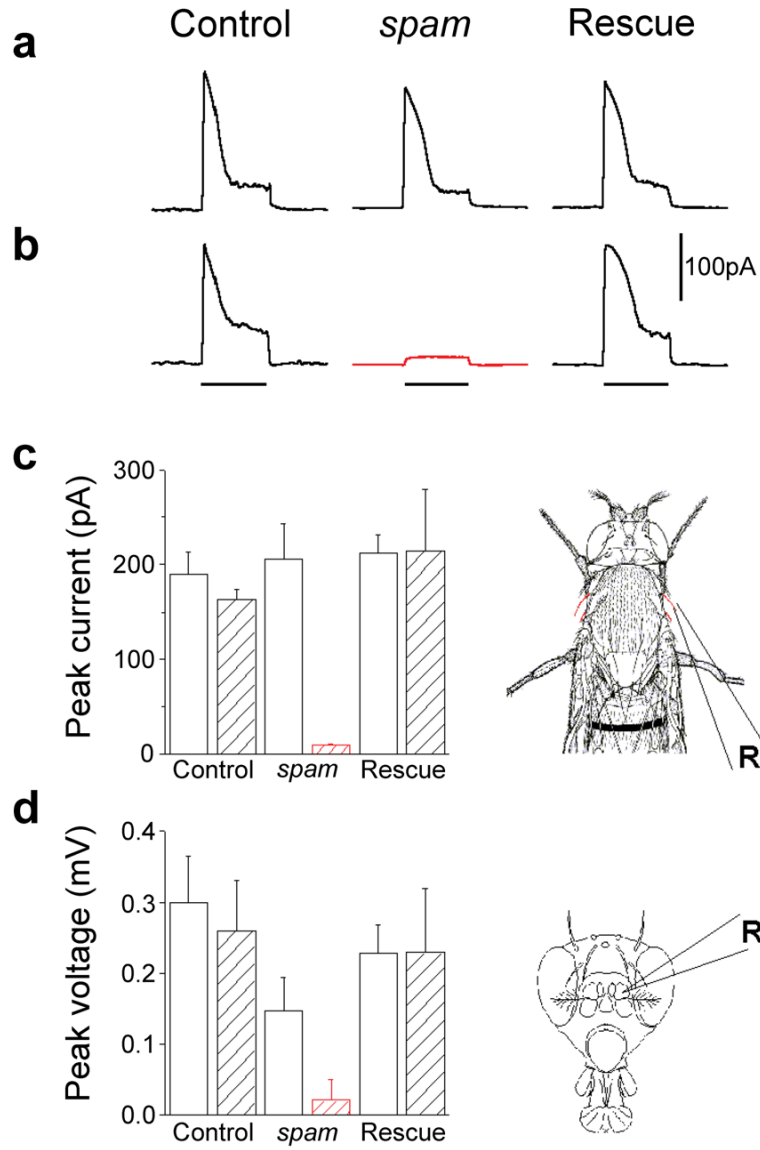 Control spam Rescue
a
b
100pA
c
Peak current (pA)
300
200
100
0
Control spam Rescue
R
d
Peak voltage (mV)
0.4
0.3
0.2
0.1
0.0
Control spam Rescue
R